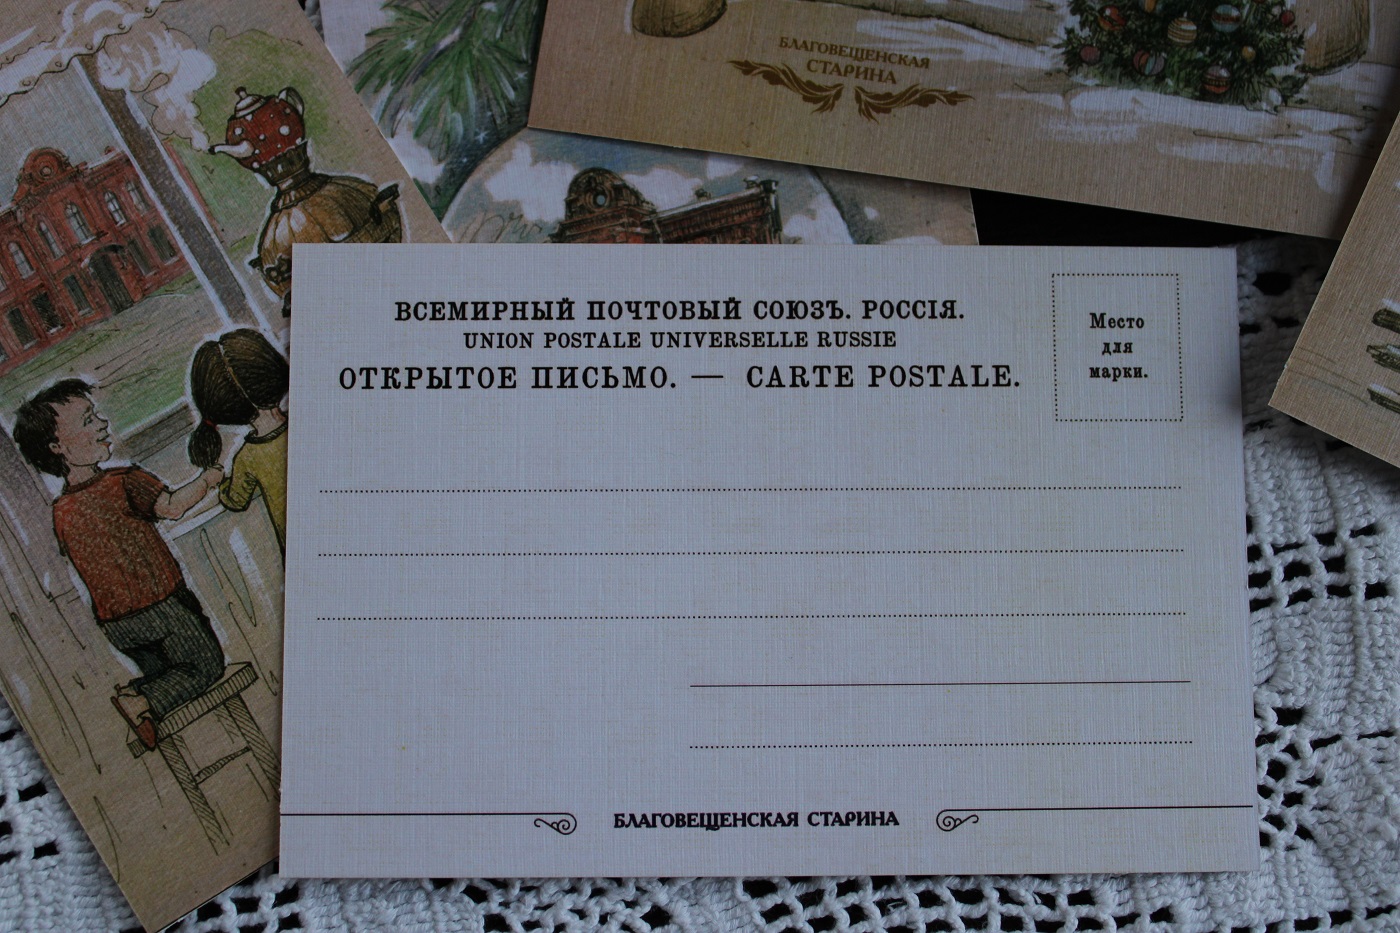 БЛАГОВЕЩЕНСКАЯ
СТАРИНА
ВСЕМИРНЫЙ ПОЧТОВЫЙ СОЮЗЪ. РОССІЯ.
UNION POSTALE UNIVERSELLE RUSSIE
ОТКРЫТОЕ ПИСЬМО. — CARTE POSTALE.
Место
для
марки.
БЛАГОВЕЩЕНСКАЯ СТАРИНА